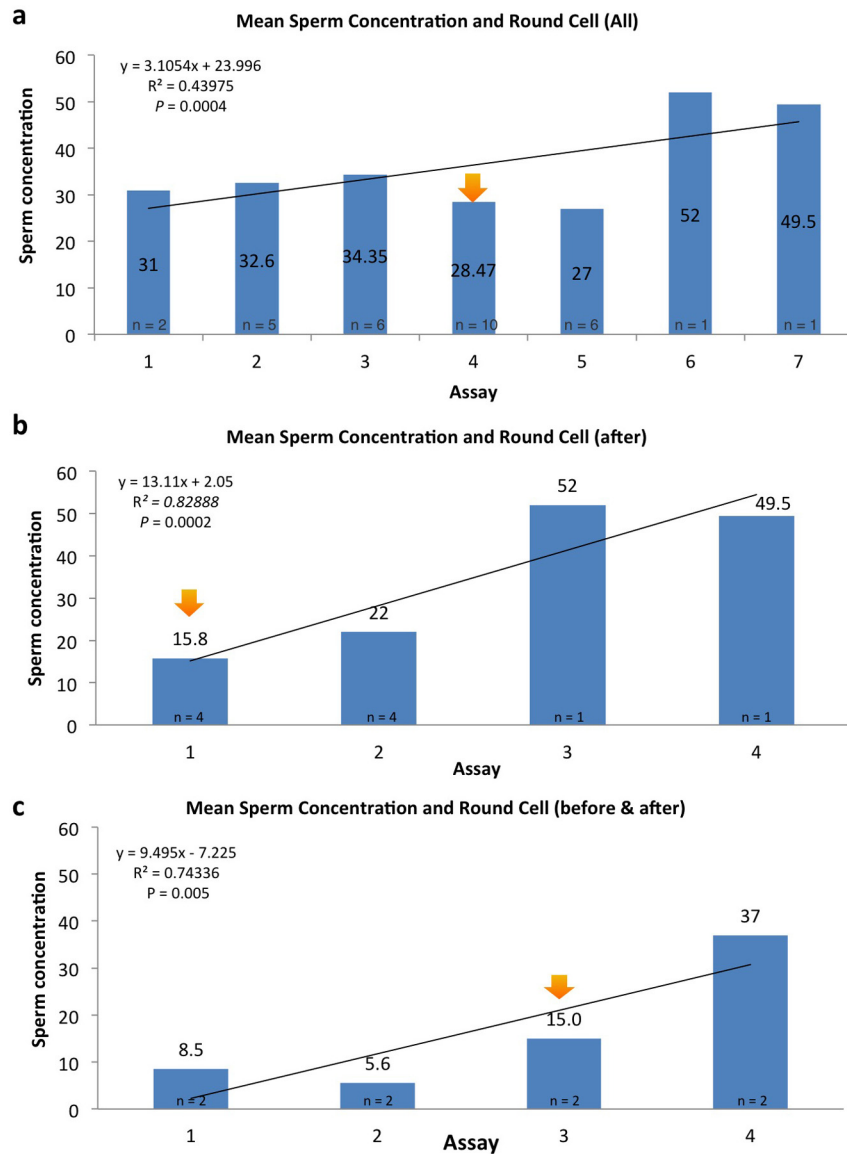 a
Mean Sperm Concentration and Round Cell (All)
y = 3.1054x + 23.996
R² = 0.43975
P = 0.0004
Sperm concentration
60
50
40
30
20
10
0
31
32.6
34.35
28.47
27
52
49.5
n = 2
n = 5
n = 6
n = 10
n = 6
n = 1
n = 1
1 2 3 4 5 6 7
Assay
b
Mean Sperm Concentration and Round Cell (after)
y = 13.11x + 2.05
R² = 0.82888
P = 0.0002
Sperm concentration
60
50
40
30
20
10
0
15.8
22
52
49.5
n = 4
n = 4
n = 1
n = 1
1 2 3 4
Assay
c
Mean Sperm Concentration and Round Cell (before & after)
y = 9.495x - 7.225
R² = 0.74336
P = 0.005
Sperm concentration
60
50
40
30
20
10
0
8.5
5.6
15.0
37
n = 2
n = 2
n = 2
n = 2
1 2 3 4
Assay